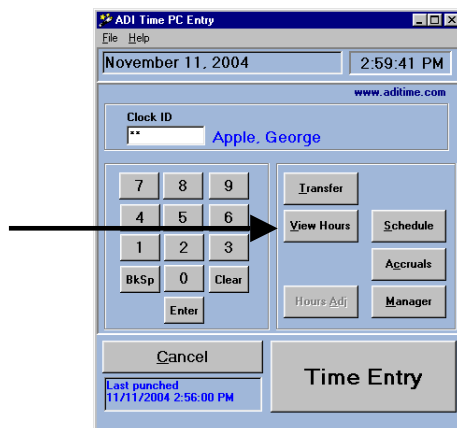 ADI Time PC Entry
File Help
November 11, 2004 2:59:41 PM
www.aditime.com
Clock ID
** Apple, George
7 8 9 Transfer
4 5 6 View Hours Schedule
1 2 3
Accruals
BkSp 0 Clear
Hours Adj Manager
Enter
Cancel
Time Entry
Last punched
11/11/2004 2:56:00 PM